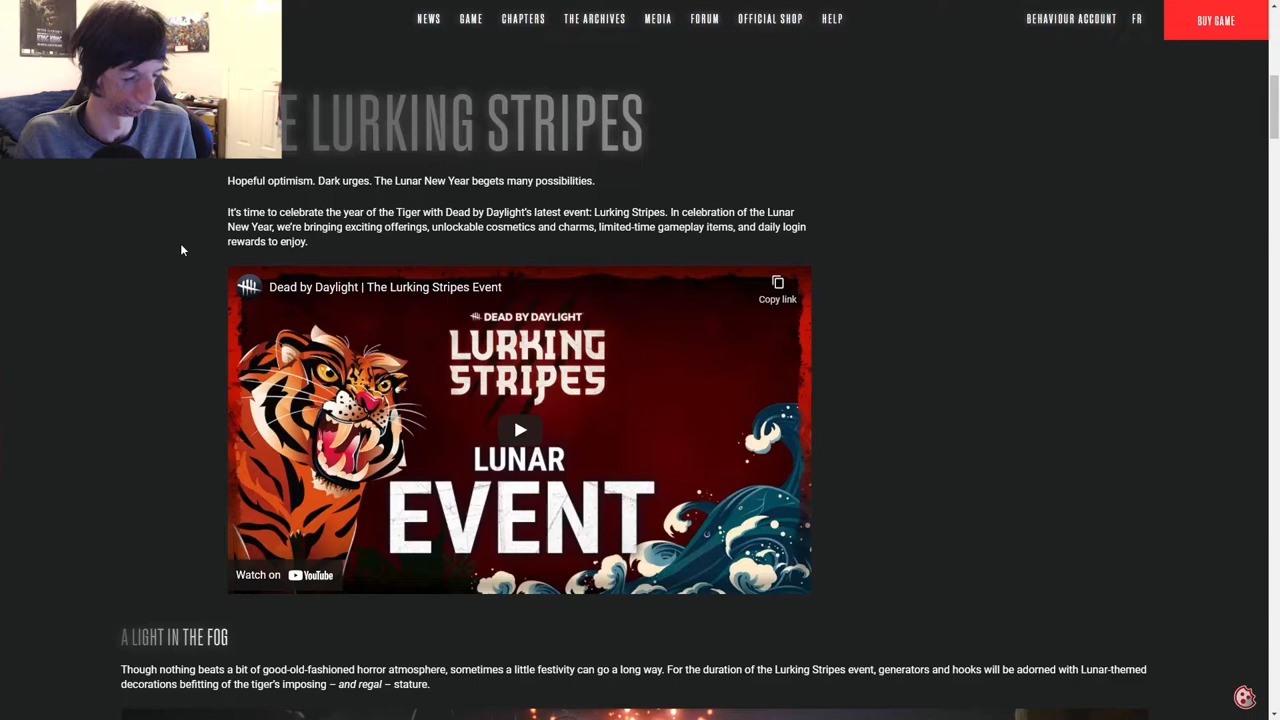 NEWS GAME CHAPTERS THE ARCHIVES MEDIA FORUM OFFICIAL SHOP HELP BEHAVIOUR ACCOUNT FR BUY GAME
E LURKING STRIPES
Hopeful optimism. Dark urges. The Lunar New Year begets many possibilities.
It's time to celebrate the year of the Tiger with Dead by Daylight's latest event: Lurking Stripes. In celebration of the Lunar
New Year, we're bringing exciting offerings, unlockable cosmetics and charms, limited-time gameplay items, and daily login
rewards to enjoy.
Dead by Daylight | The Lurking Stripes Event
Copy link
DEAD BY DAYLIGHT
LURKING
STRIPES
LUNAR
EVENT
Watch on YouTube
A LIGHT IN THE FOG
Though nothing beats a bit of good-old-fashioned horror atmosphere, sometimes a little festivity can go a long way. For the duration of the Lurking Stripes event, generators and hooks will be adorned with Lunar-themed
decorations befitting of the tiger's imposing – and regal – stature.